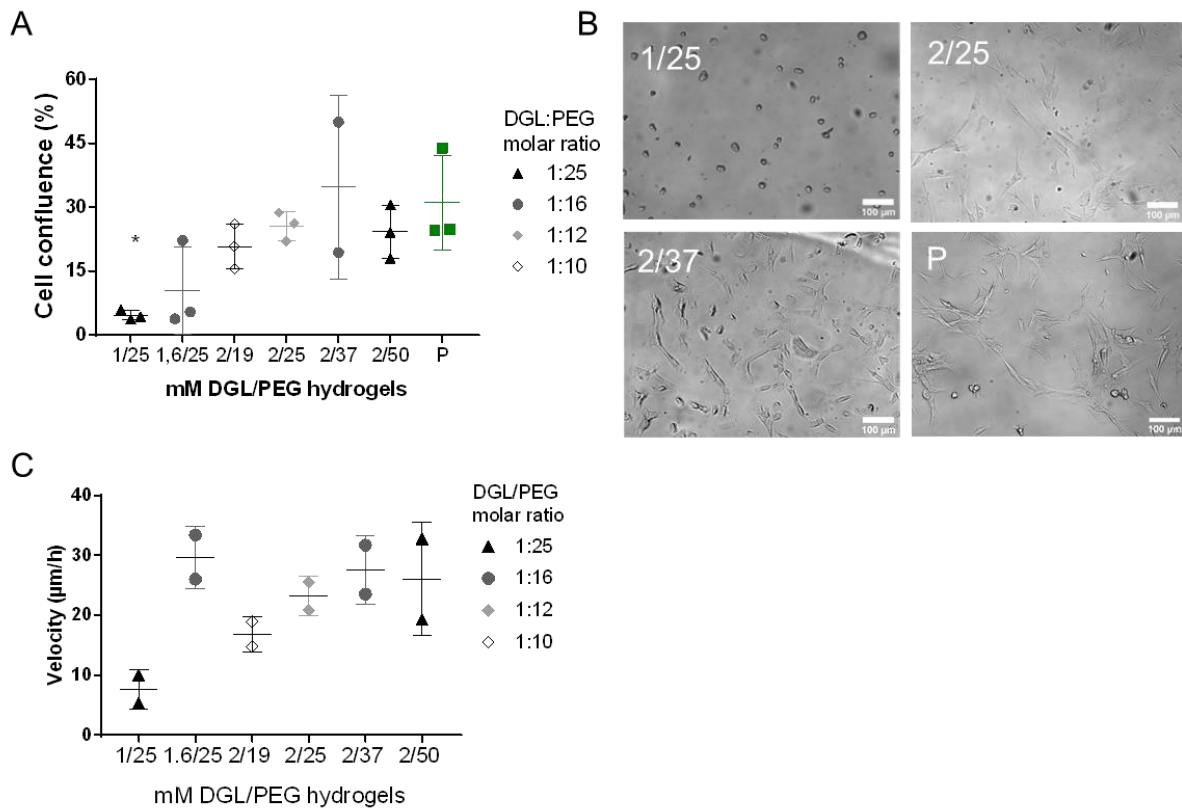 A
Cell confluence (%)
60
45
30
15
0
*
1/25 1,6/25 2/19 2/25 2/37 2/50 P
mM DGL/PEG hydrogels
DGL:PEG
molar ratio
1:25
1:16
1:12
1:10
B
1/25
100 µm
2/25
100 µm
2/37
100 µm
P
100 µm
C
Velocity (µm/h)
40
30
20
10
0
1/25 1.6/25 2/19 2/25 2/37 2/50
mM DGL/PEG hydrogels
DGL/PEG
molar ratio
1:25
1:16
1:12
1:10